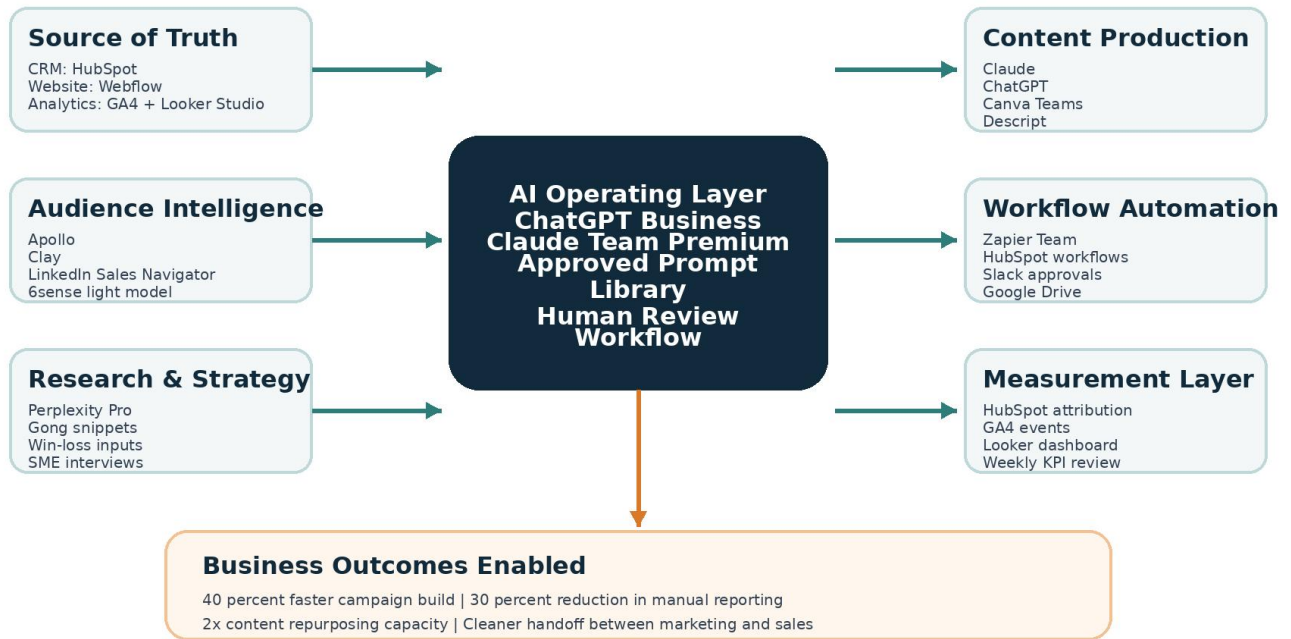 Source of Truth
CRM: HubSpot
Website: Webflow
Analytics: GA4 + Looker Studio
Audience Intelligence
Apollo
Clay
LinkedIn Sales Navigator
6sense light model
Research & Strategy
Perplexity Pro
Gong snippets
Win-loss inputs
SME interviews
AI Operating Layer
ChatGPT Business
Claude Team Premium
Approved Prompt
Library
Human Review
Workflow
Content Production
Claude
ChatGPT
Canva Teams
Descript
Workflow Automation
Zapier Team
HubSpot workflows
Slack approvals
Google Drive
Measurement Layer
HubSpot attribution
GA4 events
Looker dashboard
Weekly KPI review
Business Outcomes Enabled
40 percent faster campaign build | 30 percent reduction in manual reporting
2x content repurposing capacity | Cleaner handoff between marketing and sales